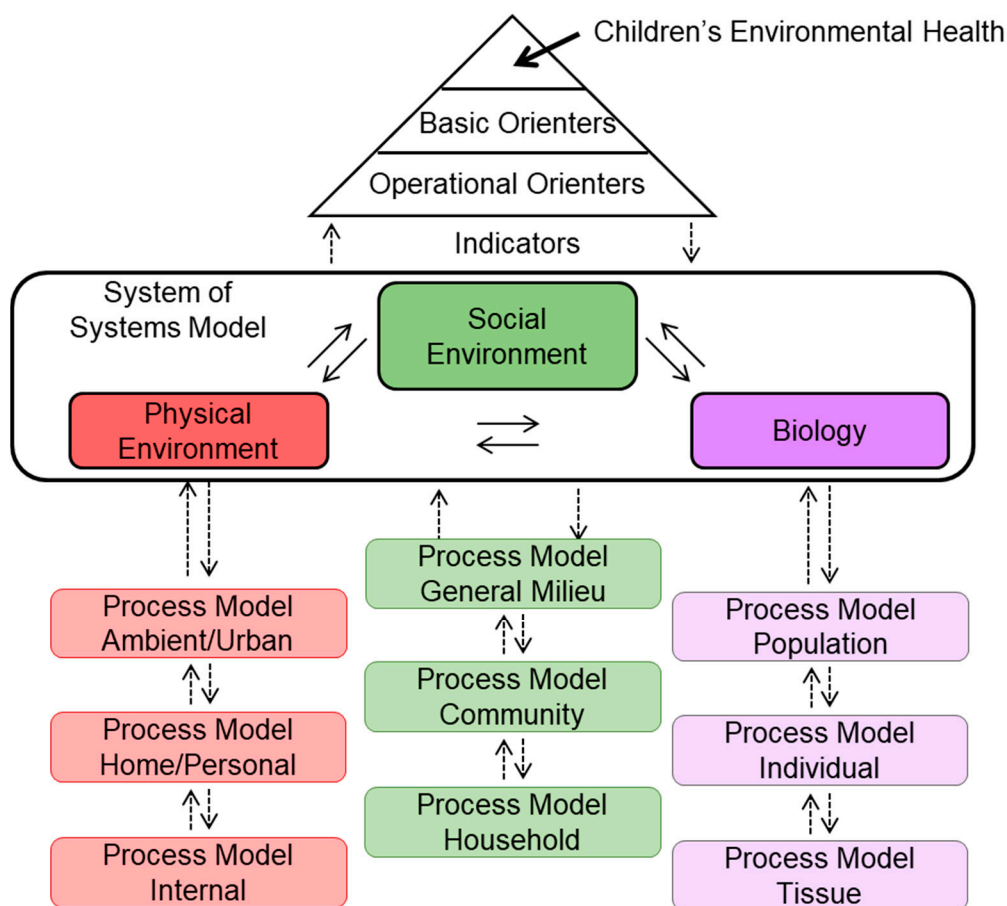 Children’s Environmental Health
Basic Orienters
Operational Orienters
Indicators
System of
Systems Model
Social
Environment
Physical
Environment
Biology
Process Model
General Milieu
Process Model
Ambient/Urban
Process Model
Population
Process Model
Community
Process Model
Home/Personal
Process Model
Individual
Process Model
Household
Process Model
Internal
Process Model
Tissue